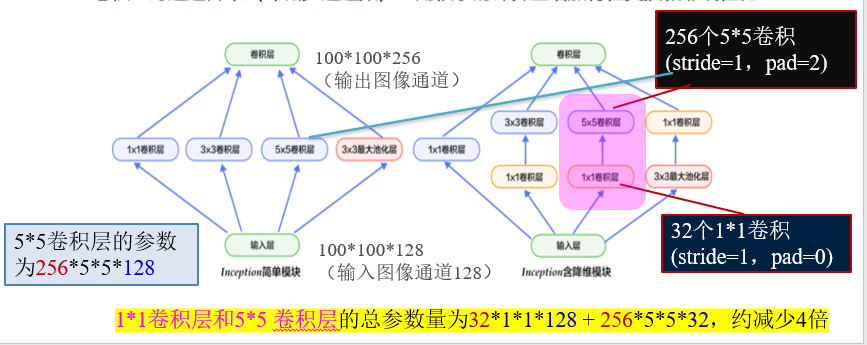 256个5*5卷积
(stride=1，pad=2)
卷积层
100*100*256
（输出图像通道）
卷积层
3x3卷积层
5x5卷积层
1x1卷积层
1x1卷积层
3x3卷积层
5x5卷积层
3x3最大池化层
1x1卷积层
1x1卷积层
1x1卷积层
3x3最大池化层
5*5卷积层的参数
为256*5*5*128
输入层
100*100*128
（输入图像通道128）
输入层
32个1*1卷积
(stride=1，pad=0)
Inception简单模块
Inception含降维模块
1*1卷积层和5*5 卷积层的总参数量为32*1*1*128 + 256*5*5*32，约减少4倍